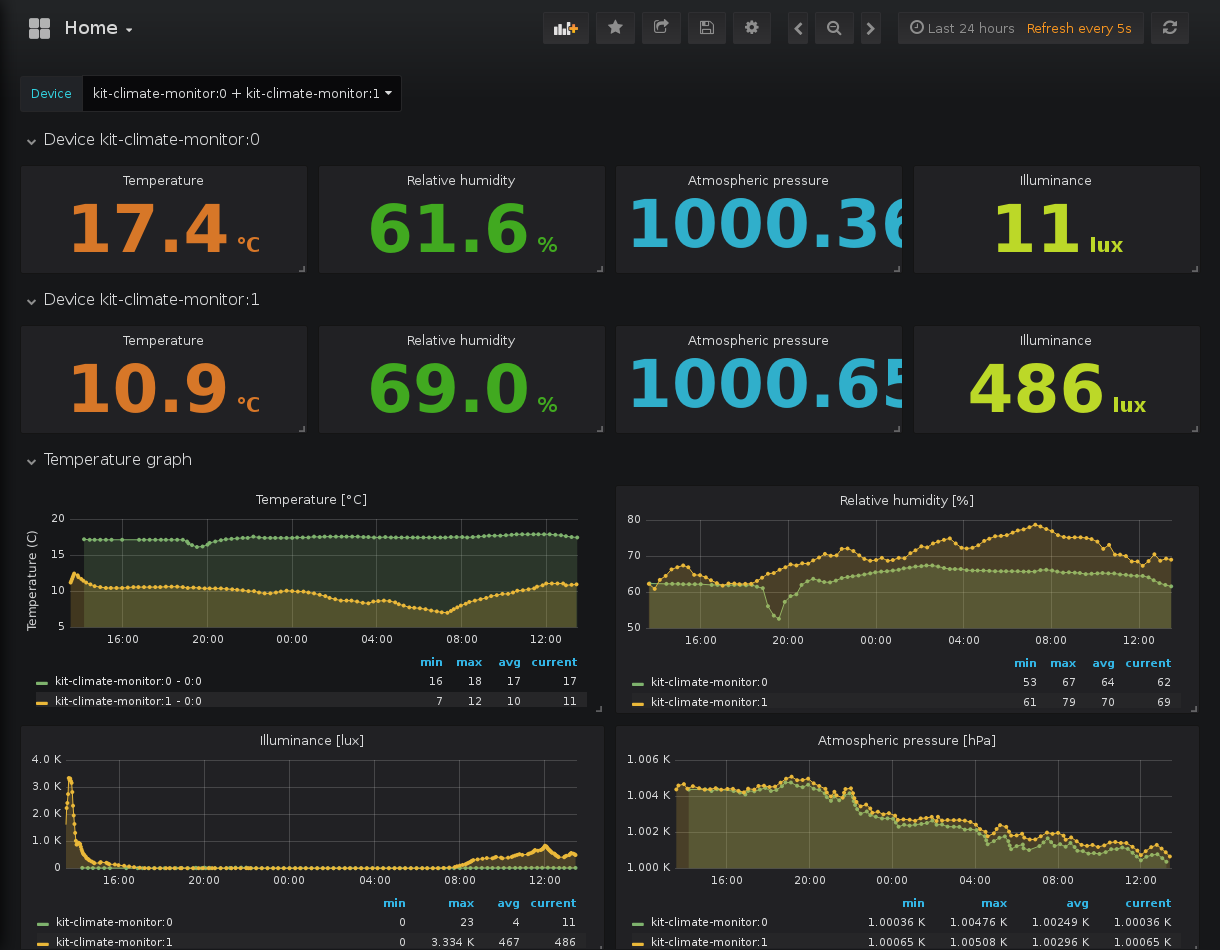 Home
Last 24 hours Refresh every 5s
Device kit-climate-monitor:0 + kit-climate-monitor:1
Device kit-climate-monitor:0
Temperature Relative humidity Atmospheric pressure Illuminance
17.4 °C 61.6 % 1000.36 11 lux
Device kit-climate-monitor:1
Temperature Relative humidity Atmospheric pressure Illuminance
10.9 °C 69.0 % 1000.65 486 lux
Temperature graph
Temperature [°C]
Temperature (C)
20
15
10
5
16:00 20:00 00:00 04:00 08:00 12:00
min max avg current
kit-climate-monitor:0 - 0:0 16 18 17 17
kit-climate-monitor:1 - 0:0 7 12 10 11
Relative humidity [%]
80
70
60
50
16:00 20:00 00:00 04:00 08:00 12:00
min max avg current
kit-climate-monitor:0 53 67 64 62
kit-climate-monitor:1 61 79 70 69
Illuminance [lux]
4.0 K
3.0 K
2.0 K
1.0 K
0
16:00 20:00 00:00 04:00 08:00 12:00
min max avg current
kit-climate-monitor:0 0 23 4 11
kit-climate-monitor:1 0 3.334 K 467 486
Atmospheric pressure [hPa]
1.006 K
1.004 K
1.002 K
1.000 K
16:00 20:00 00:00 04:00 08:00 12:00
min max avg current
kit-climate-monitor:0 1.00036 K 1.00476 K 1.00249 K 1.00036 K
kit-climate-monitor:1 1.00065 K 1.00508 K 1.00296 K 1.00065 K